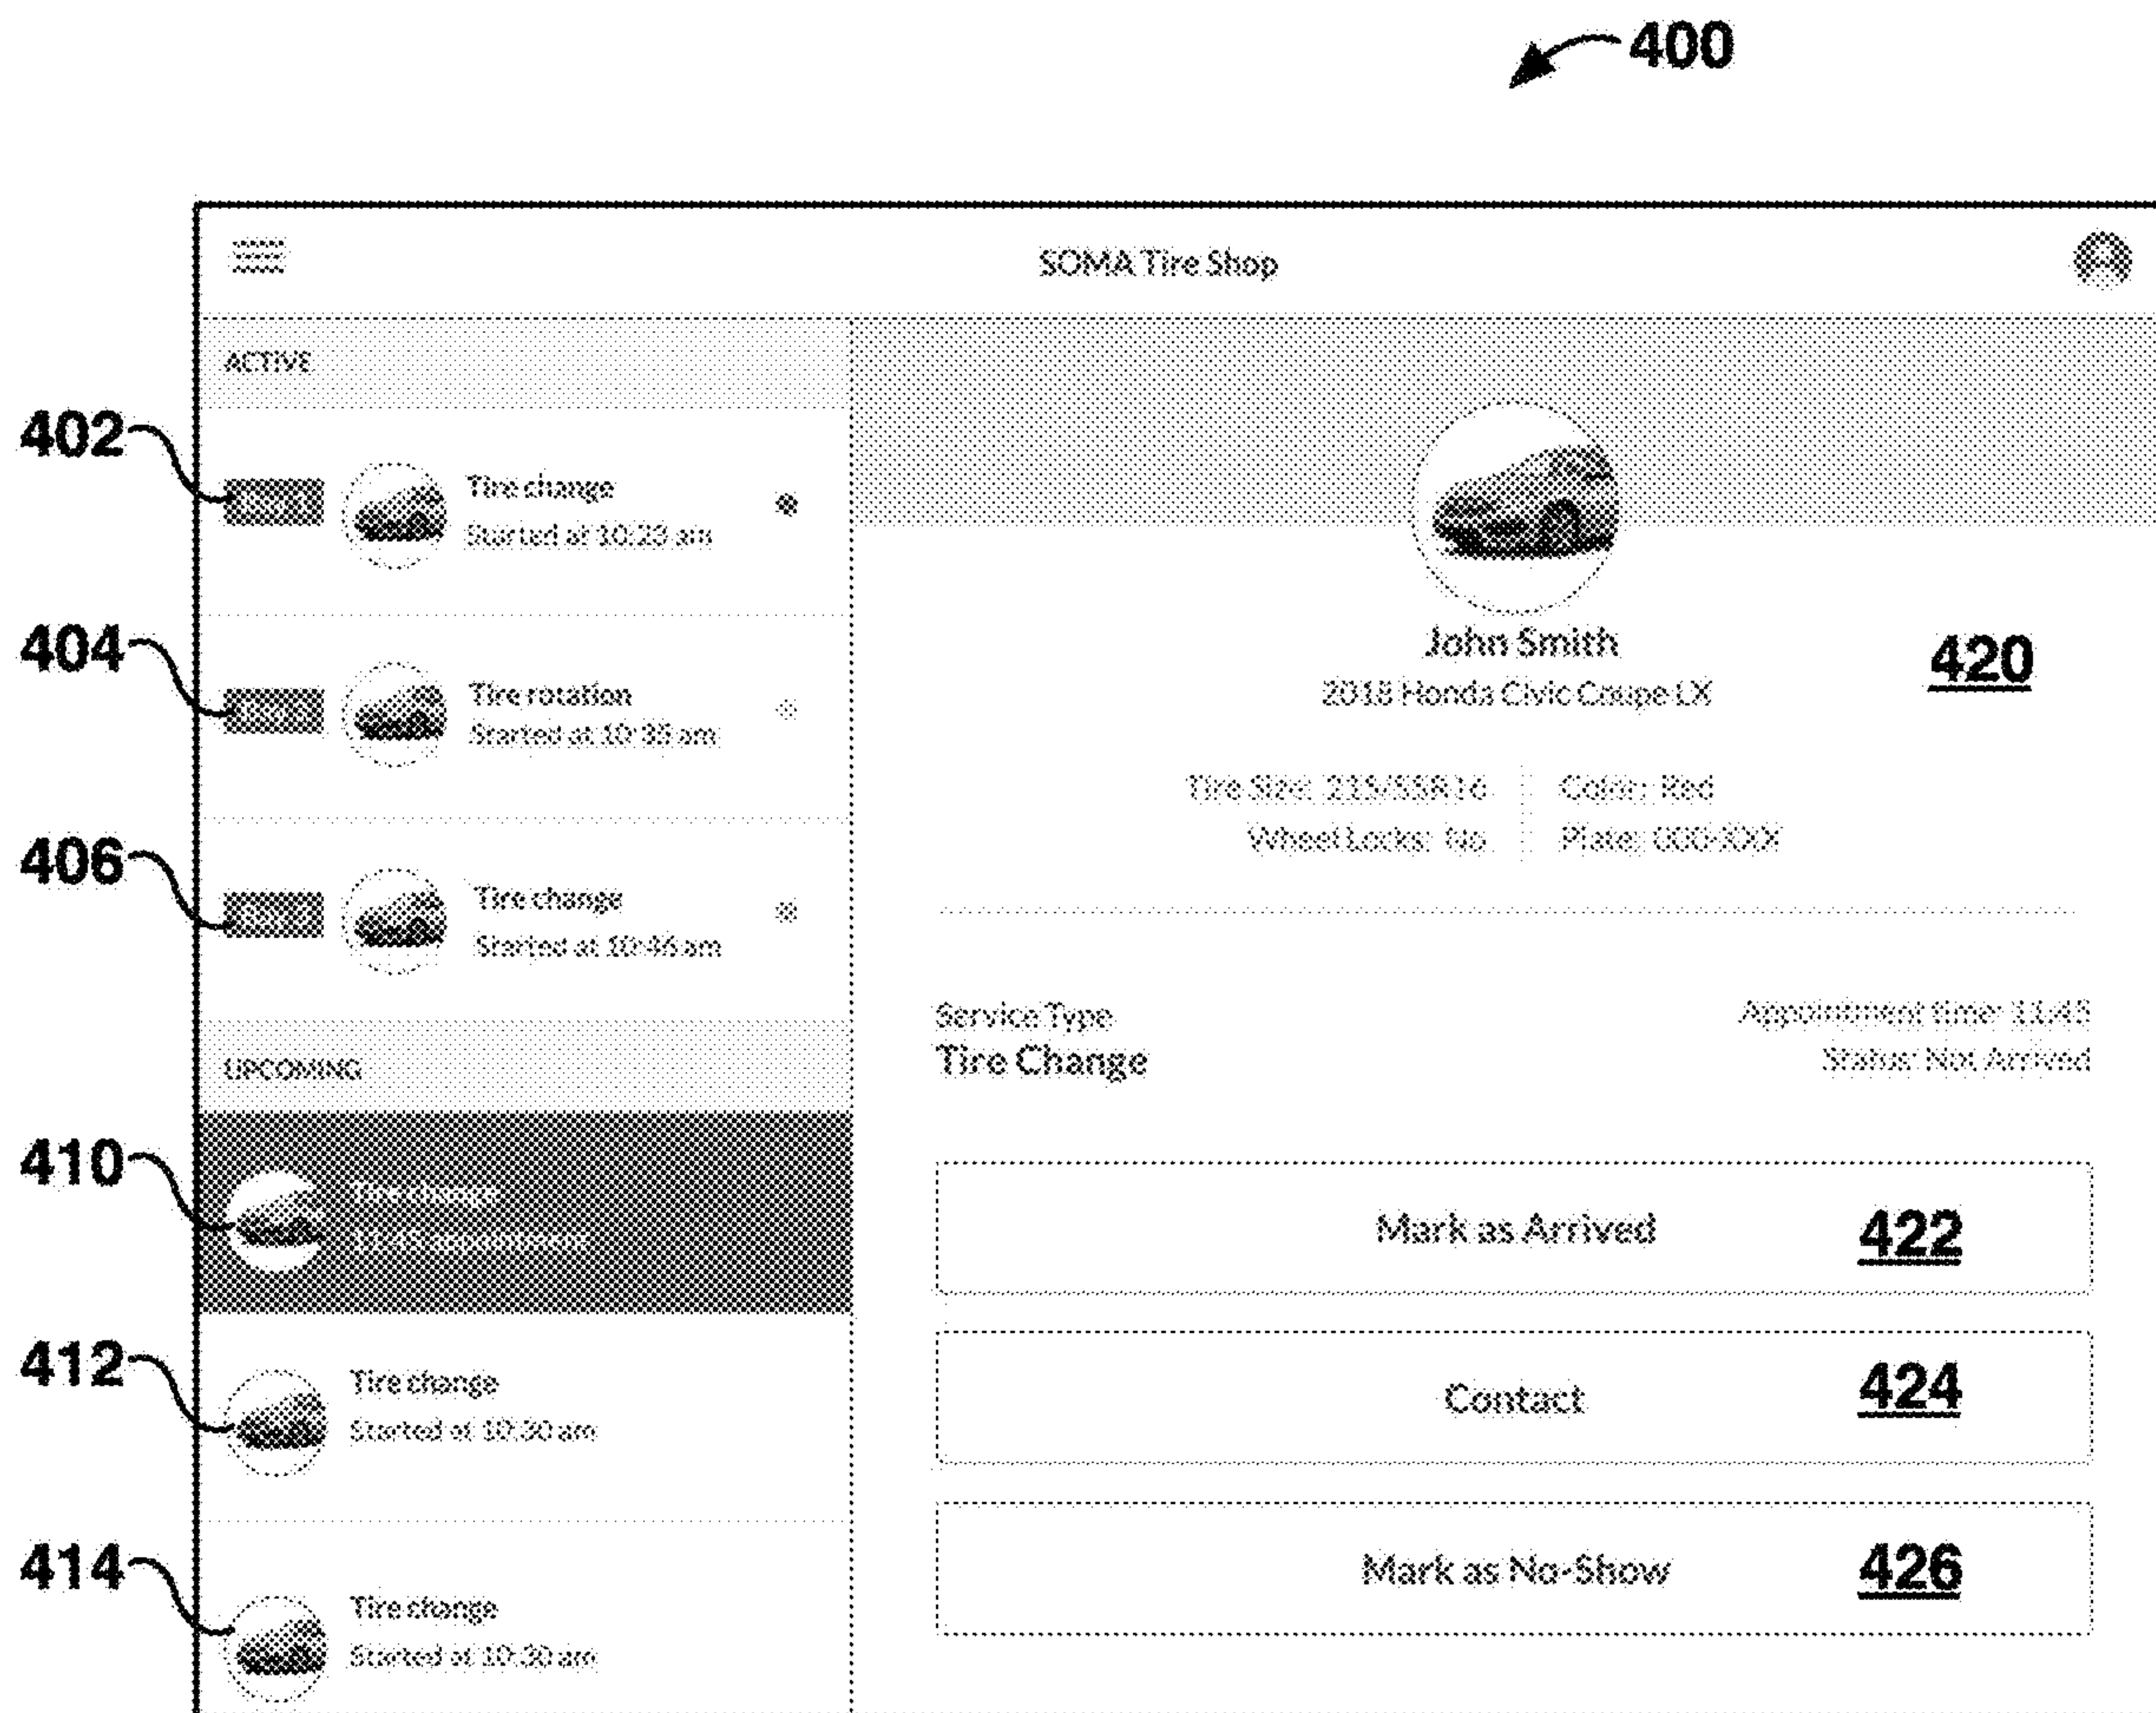 400
SOMA Tire Shop
ACTIVE
402
Tire change
Started at 10:23 am
404
Tire rotation
Started at 10:35 am
406
Tire change
Started at 10:46 am
UPCOMING
410
Tire change
412
Tire change
Started at 10:30 am
414
Tire change
Started at 10:30 am
John Smith
420
2018 Honda Civic Coupe LX
Tire Size: 215/55R16
Color: Red
Wheel Locks: No
Plate:
Service Type
Tire Change
Appointment time: 11:45
Status: Not Arrived
Mark as Arrived
422
Contact
424
Mark as No-Show
426